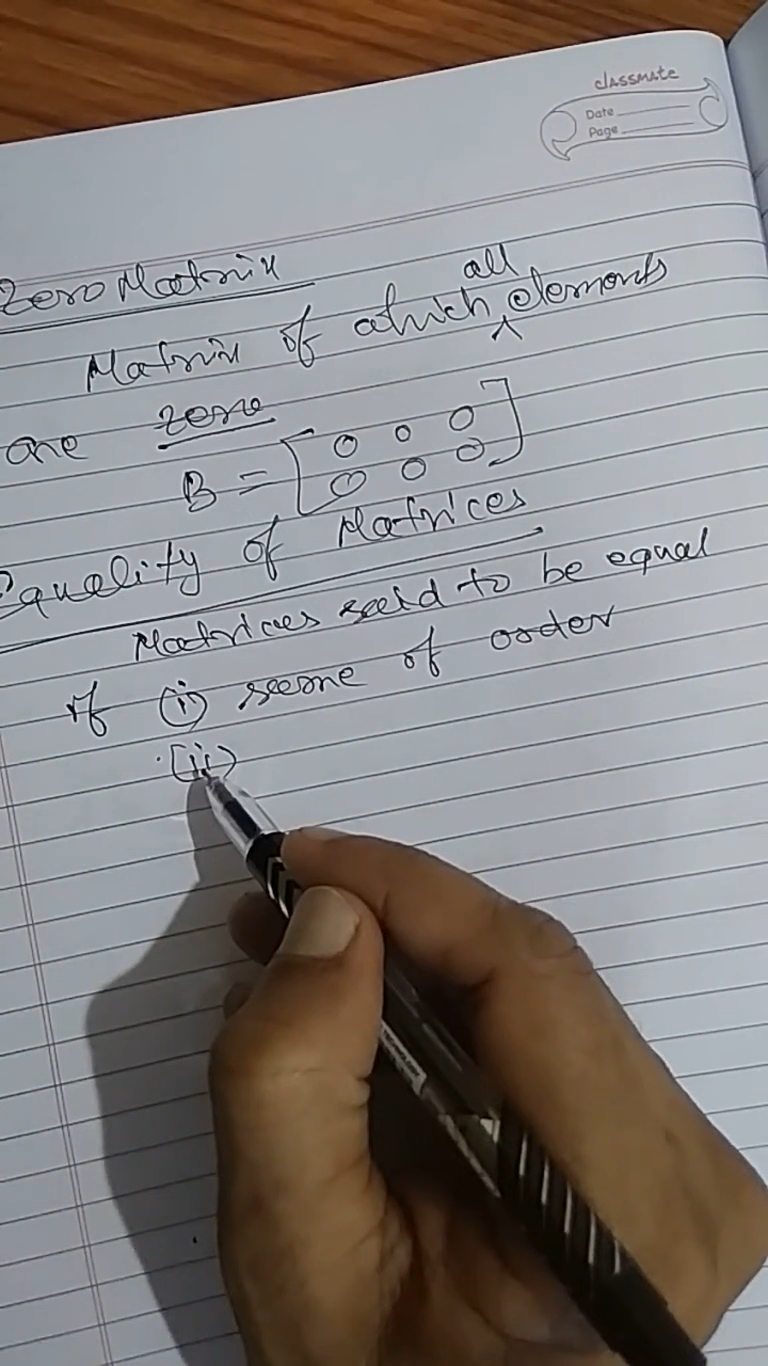 classmate
Date
Page
Zero Matrix
all
Matrix of which ^ elements
are zero
B = [0 0 0
0 0 0]
Equality of Matrices
Matrices said to be equal
if (i) same of order
(ii)